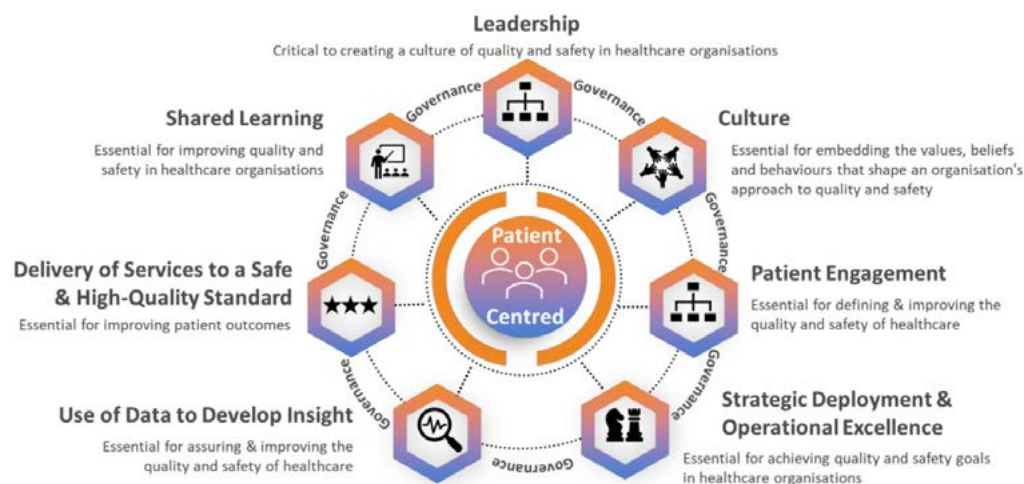 Leadership
Critical to creating a culture of quality and safety in healthcare organisations
Governance
Governance
Shared Learning
Essential for improving quality and
safety in healthcare organisations
Culture
Essential for embedding the values, beliefs
and behaviours that shape an organisation's
approach to quality and safety
Governance
Governance
Patient
Centred
Delivery of Services to a Safe
& High-Quality Standard
Essential for improving patient outcomes
Patient Engagement
Essential for defining & improving the
quality and safety of healthcare
Governance
Governance
Use of Data to Develop Insight
Essential for assuring & improving the
quality and safety of healthcare
Strategic Deployment &
Operational Excellence
Essential for achieving quality and safety goals
in healthcare organisations
Governance